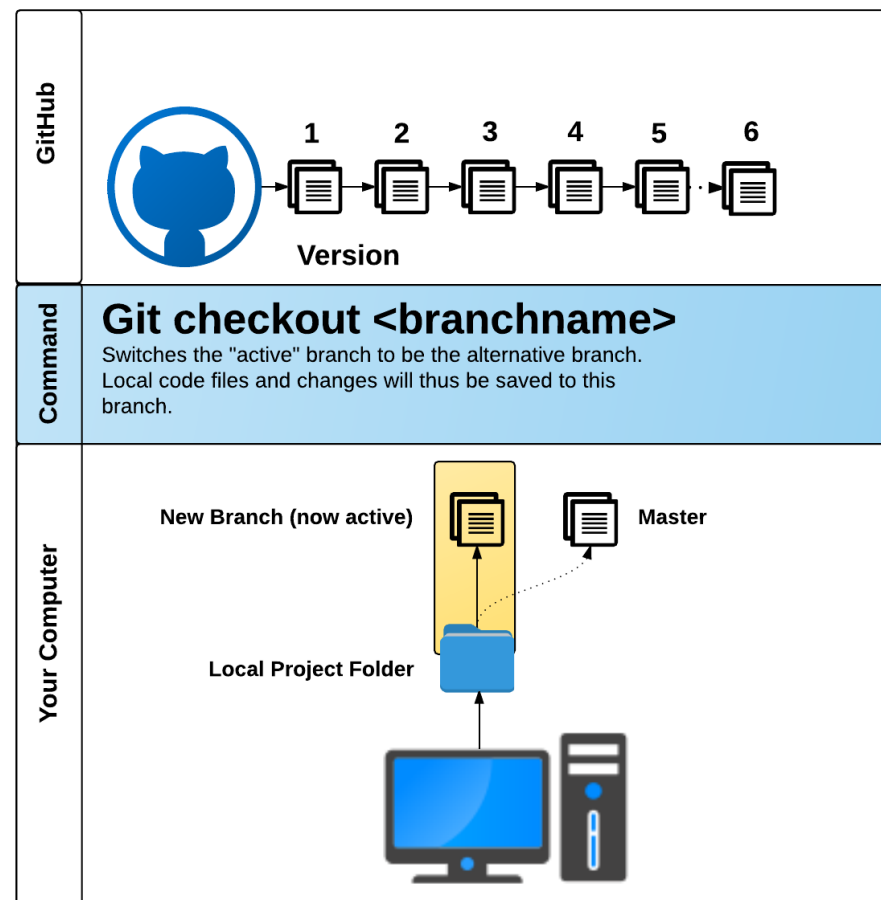 GitHub
1 2 3 4 5 6
Version
Command
Git checkout <branchname>
Switches the "active" branch to be the alternative branch.
Local code files and changes will thus be saved to this
branch.
Your Computer
New Branch (now active)
Master
Local Project Folder